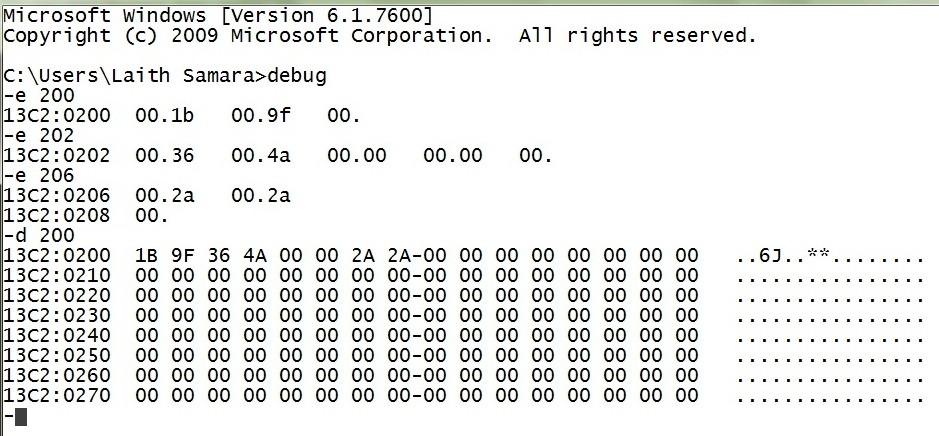 Microsoft Windows [Version 6.1.7600]
Copyright (c) 2009 Microsoft Corporation.  All rights reserved.
C:\Users\Laith Samara>debug
-e 200
13C2:0200  00.1b   00.9f   00.
-e 202
13C2:0202  00.36   00.4a   00.00   00.00   00.
-e 206
13C2:0206  00.2a   00.2a
13C2:0208  00.
-d 200
13C2:0200  1B 9F 36 4A 00 00 2A 2A-00 00 00 00 00 00 00 00   ..6J..**........
13C2:0210  00 00 00 00 00 00 00 00-00 00 00 00 00 00 00 00   ................
13C2:0220  00 00 00 00 00 00 00 00-00 00 00 00 00 00 00 00   ................
13C2:0230  00 00 00 00 00 00 00 00-00 00 00 00 00 00 00 00   ................
13C2:0240  00 00 00 00 00 00 00 00-00 00 00 00 00 00 00 00   ................
13C2:0250  00 00 00 00 00 00 00 00-00 00 00 00 00 00 00 00   ................
13C2:0260  00 00 00 00 00 00 00 00-00 00 00 00 00 00 00 00   ................
13C2:0270  00 00 00 00 00 00 00 00-00 00 00 00 00 00 00 00   ................
-